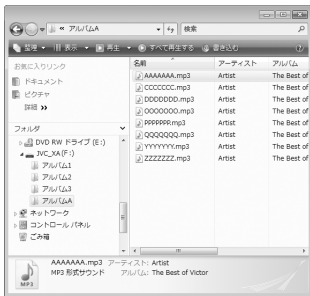 « アルバムA
検索
整理 表示 再生 すべて再生する 書き込む
お気に入りリンク
ドキュメント
ピクチャ
詳細 »
フォルダ
DVD RW ドライブ (E:)
JVC_XA (F:)
アルバム1
アルバム2
アルバム3
アルバムA
ネットワーク
コントロール パネル
ごみ箱
名前 アーティスト アルバム
AAAAAAA.mp3 Artist The Best of
CCCCCCC.mp3 Artist The Best of
DDDDDDD.mp3 Artist The Best of
OOOOOOO.mp3 Artist The Best of
PPPPPPP.mp3 Artist The Best of
QQQQQQQ.mp3 Artist The Best of
YYYYYYY.mp3 Artist The Best of
ZZZZZZZ.mp3 Artist The Best of
AAAAAAA.mp3 アーティスト: Artist
MP3 形式サウンド アルバム: The Best of Victor
MP3